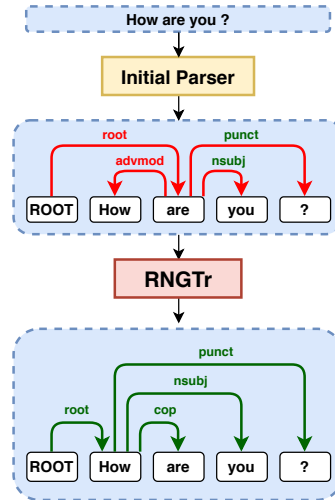 How are you ?
Initial Parser
root punct
advmod nsubj
ROOT How are you ?
RNGTr
punct
nsubj
root cop
ROOT How are you ?